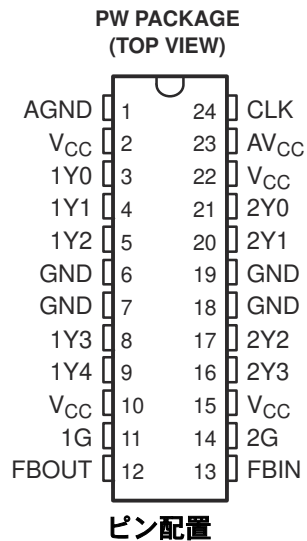 PW PACKAGE
(TOP VIEW)
AGND 1 24 CLK
VCC 2 23 AVCC
1Y0 3 22 VCC
1Y1 4 21 2Y0
1Y2 5 20 2Y1
GND 6 19 GND
GND 7 18 GND
1Y3 8 17 2Y2
1Y4 9 16 2Y3
VCC 10 15 VCC
1G 11 14 2G
FBOUT 12 13 FBIN
ピン配置